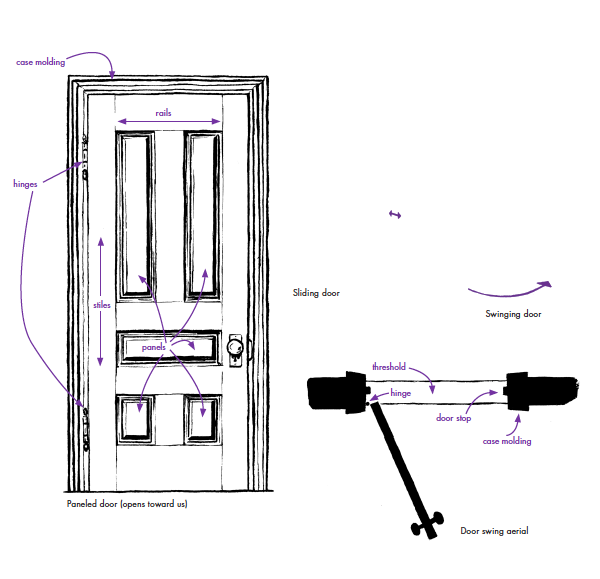 case molding
rails
hinges
stiles
panels
Paneled door (opens toward us)
Sliding door
Swinging door
threshold
hinge
door stop
case molding
Door swing aerial